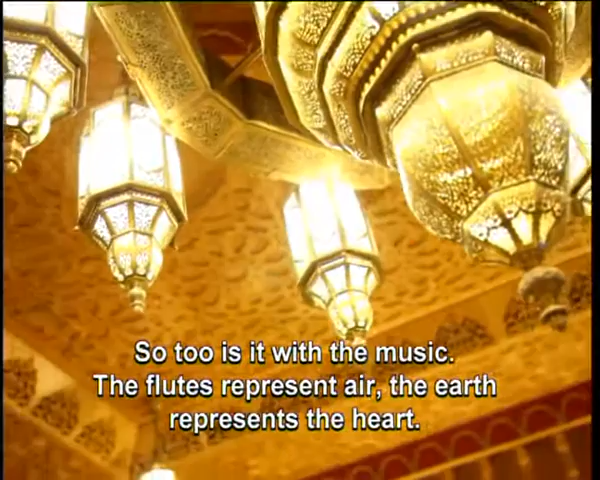 So too is it with the music.
The flutes represent air, the earth
represents the heart.